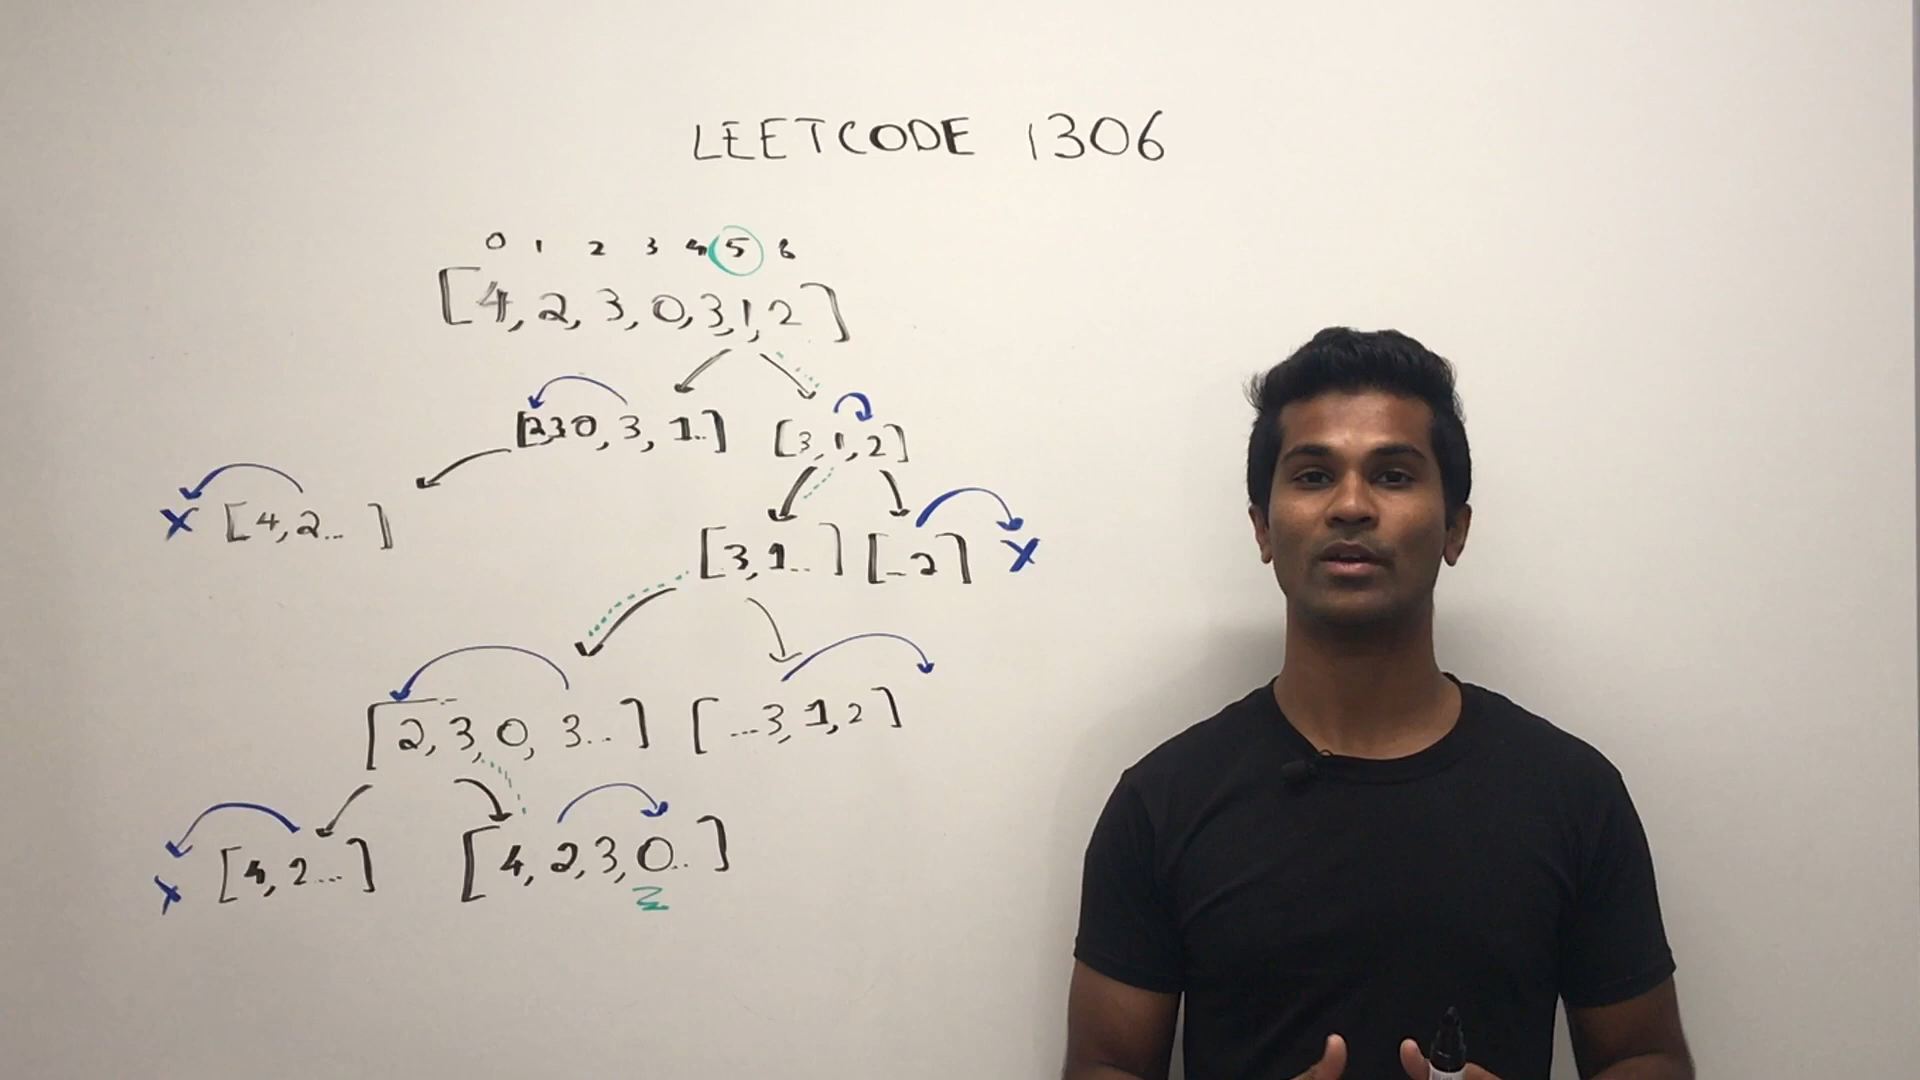 LEETCODE 1306
0 1 2 3 4 5 6
[4, 2, 3, 0, 3, 1, 2]
[2 3 0, 3, 1..] [3, 1, 2]
x [4, 2... ] [3, 1.. ] [.. 2] x
[2, 3, 0, 3... ] [...3, 1, 2]
x [4, 2... ] [4, 2, 3, 0.. ]